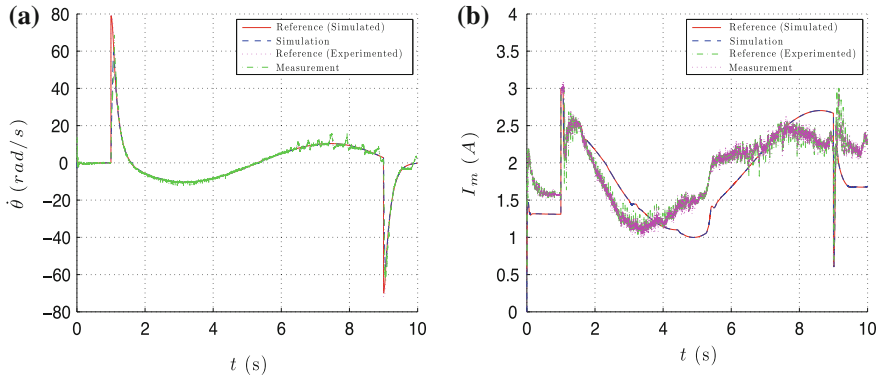 (a)
80
60
40
20
0
−20
−40
−60
−80
0
2
4
6
8
10
θ̇ (rad/s)
t (s)
Reference (Simulated)
Simulation
Reference (Experimented)
Measurement
(b)
4
3.5
3
2.5
2
1.5
1
0.5
0
0
2
4
6
8
10
I_m (A)
t (s)
Reference (Simulated)
Simulation
Reference (Experimented)
Measurement